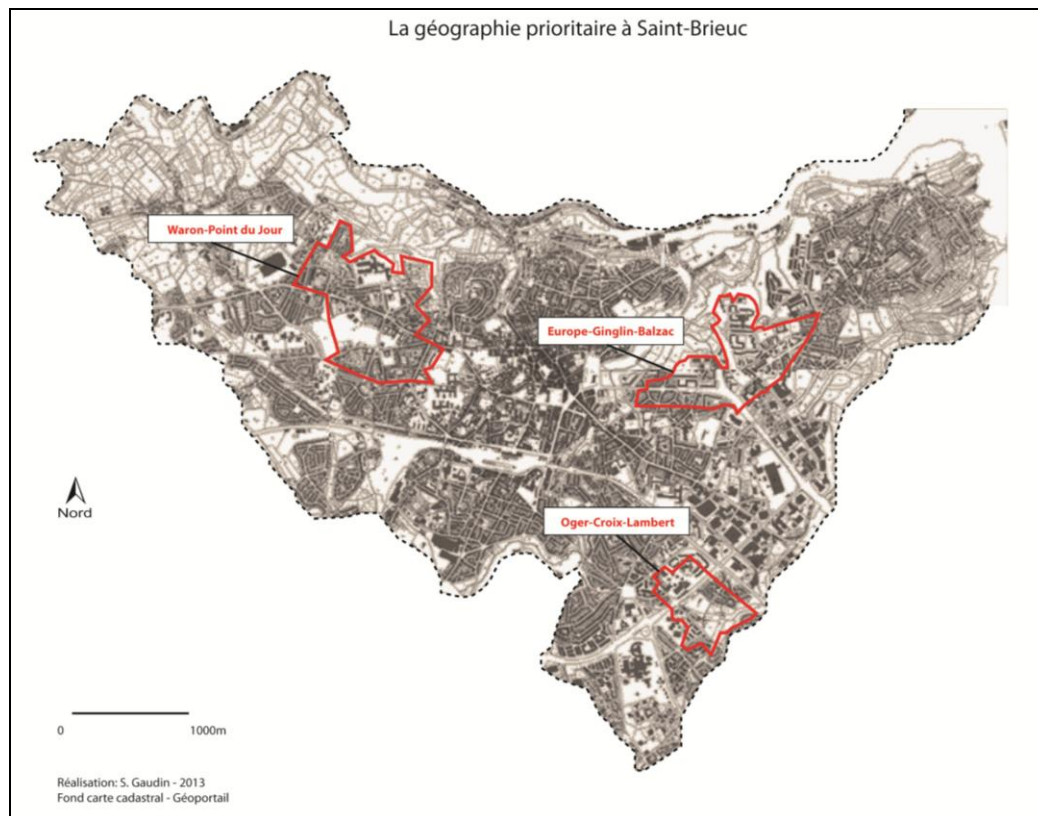 La géographie prioritaire à Saint-Brieuc
Waron-Point du Jour
Europe-Ginglin-Balzac
Oger-Croix-Lambert
Nord
0 1000m
Réalisation: S. Gaudin - 2013
Fond carte cadastral - Géoportail